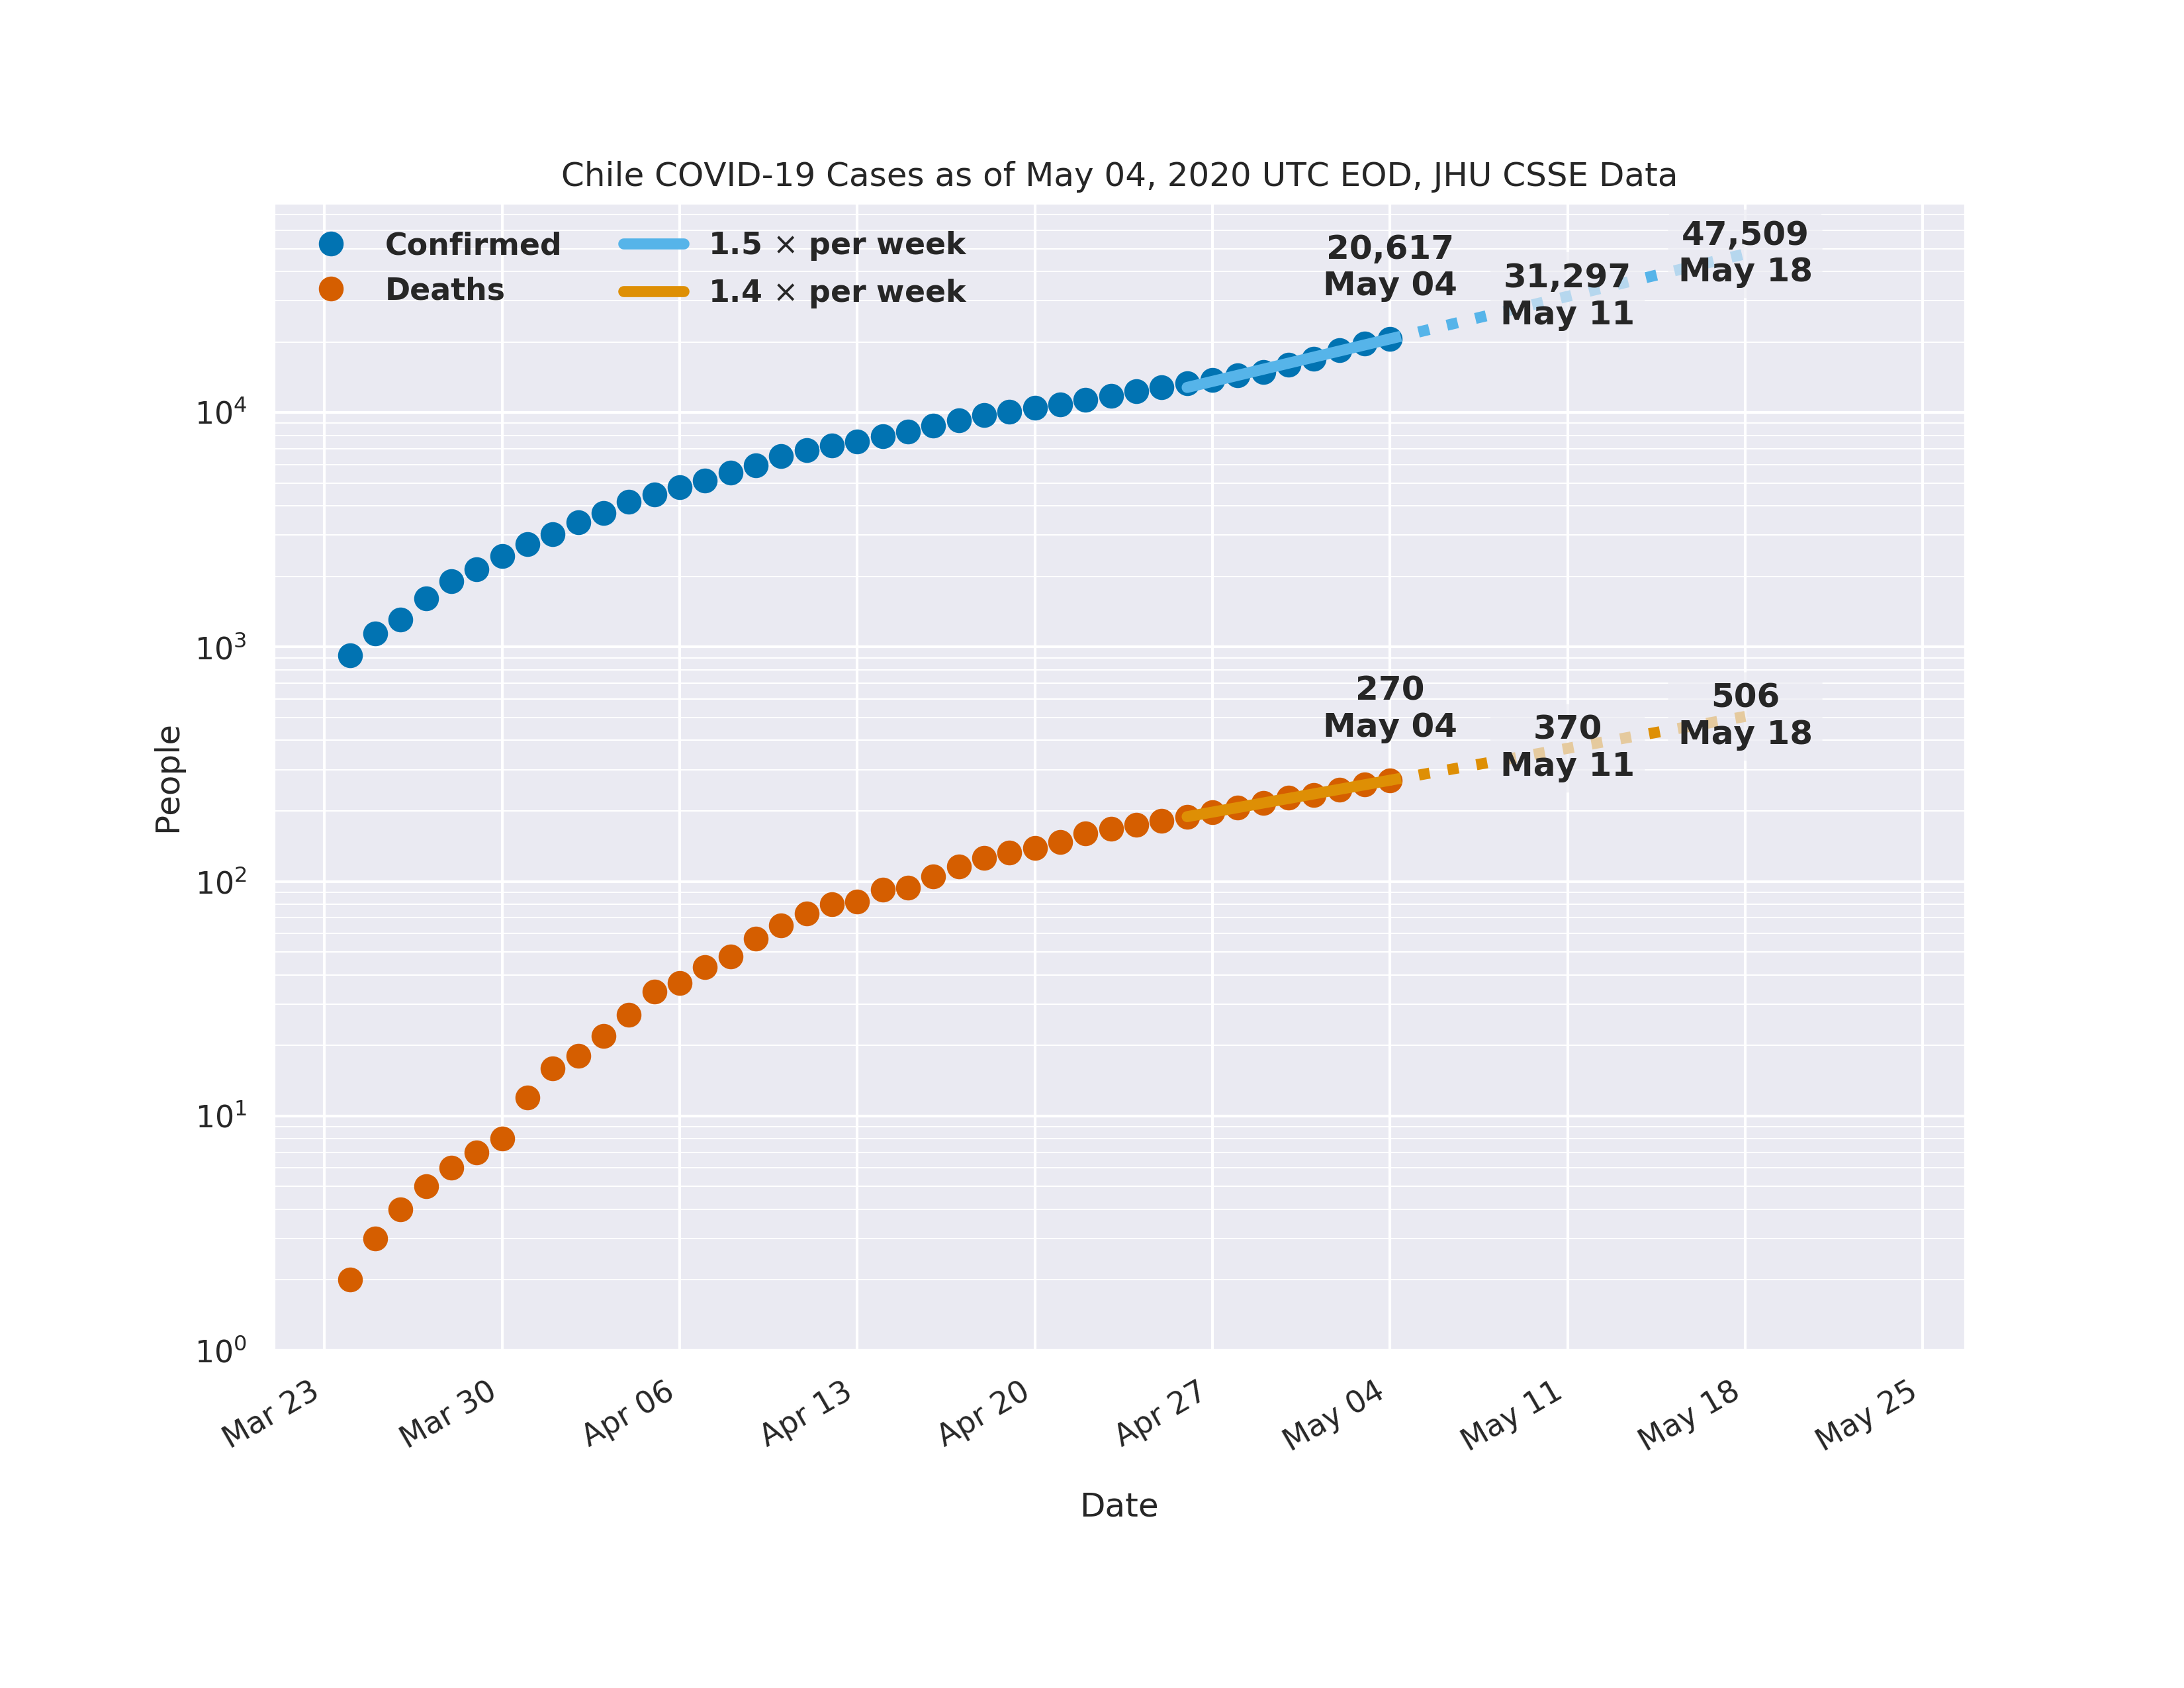 Chile COVID-19 Cases as of May 04, 2020 UTC EOD, JHU CSSE Data
Confirmed
Deaths
1.5 × per week
1.4 × per week
20,617
May 04
31,297
May 11
47,509
May 18
270
May 04
370
May 11
506
May 18
People
10⁴
10³
10²
10¹
10⁰
Mar 23
Mar 30
Apr 06
Apr 13
Apr 20
Apr 27
May 04
May 11
May 18
May 25
Date